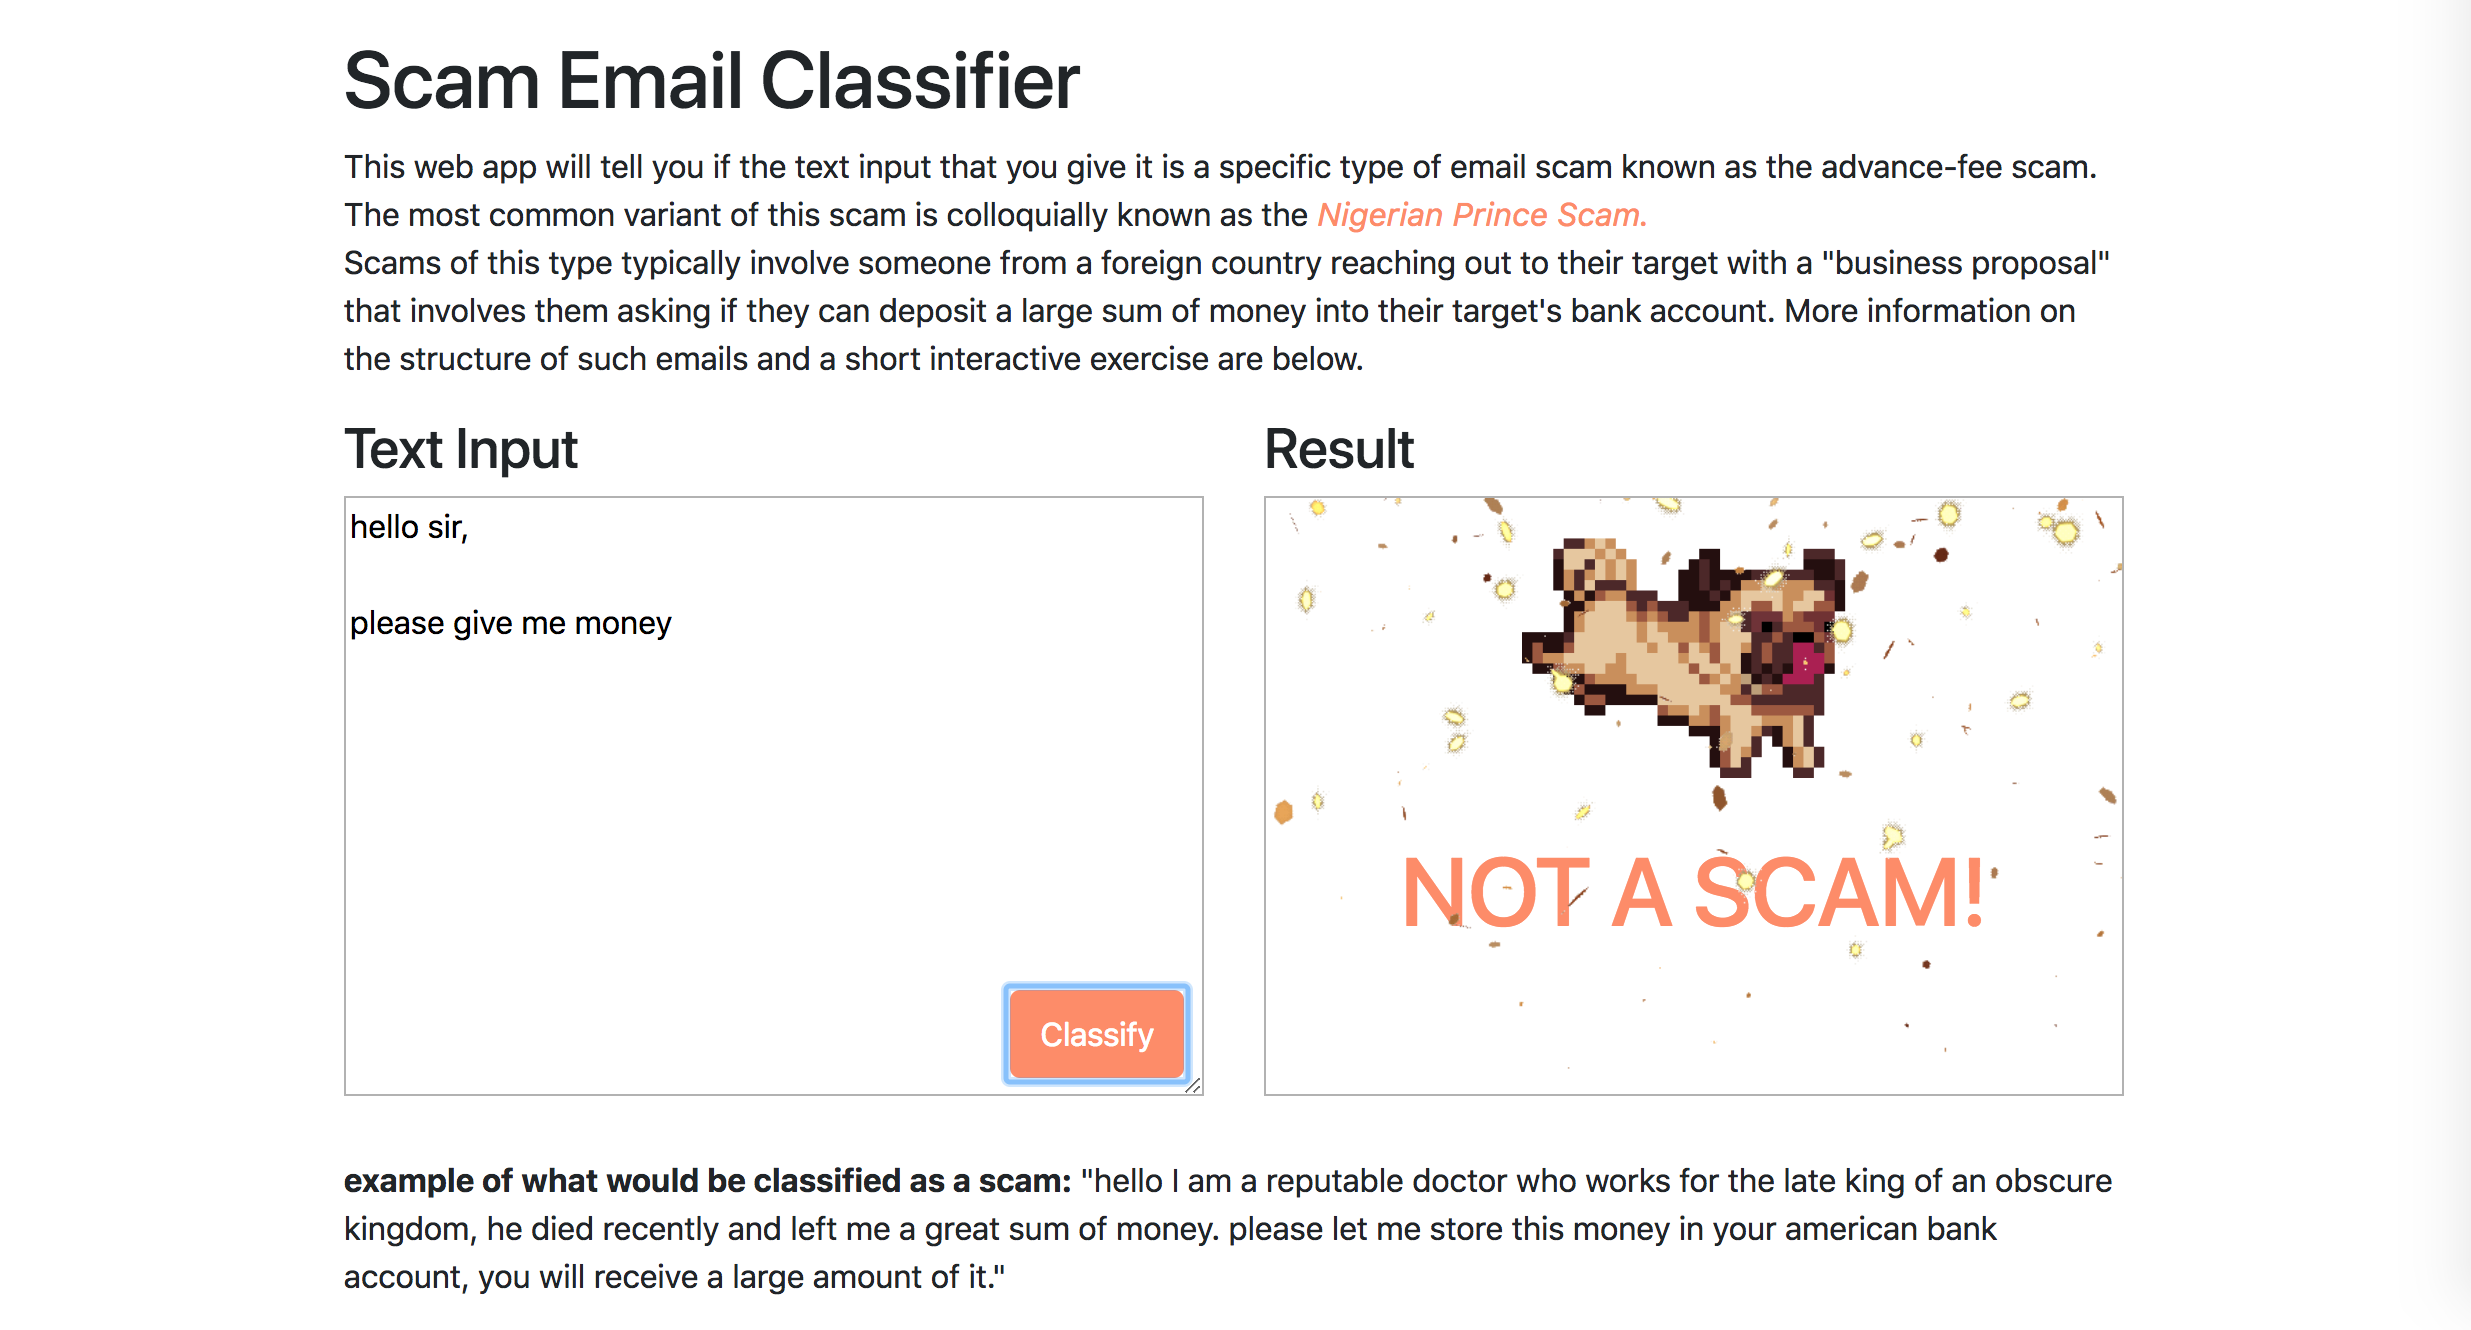 Scam Email Classifier
This web app will tell you if the text input that you give it is a specific type of email scam known as the advance-fee scam.
The most common variant of this scam is colloquially known as the Nigerian Prince Scam.
Scams of this type typically involve someone from a foreign country reaching out to their target with a "business proposal"
that involves them asking if they can deposit a large sum of money into their target's bank account. More information on
the structure of such emails and a short interactive exercise are below.
Text Input
hello sir,
please give me money
Classify
Result
NOT A SCAM!
example of what would be classified as a scam: "hello I am a reputable doctor who works for the late king of an obscure
kingdom, he died recently and left me a great sum of money. please let me store this money in your american bank
account, you will receive a large amount of it."